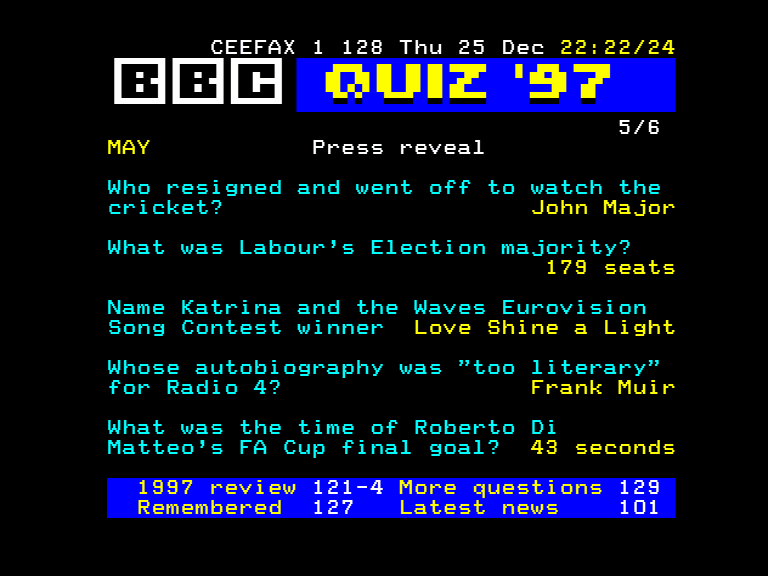 CEEFAX 1 128 Thu 25 Dec 22:22/24
BBC QUIZ '97
5/6
MAY Press reveal
Who resigned and went off to watch the
cricket? John Major
What was Labour's Election majority?
179 seats
Name Katrina and the Waves Eurovision
Song Contest winner Love Shine a Light
Whose autobiography was "too literary"
for Radio 4? Frank Muir
What was the time of Roberto Di
Matteo's FA Cup final goal? 43 seconds
1997 review 121-4 More questions 129
Remembered 127 Latest news 101